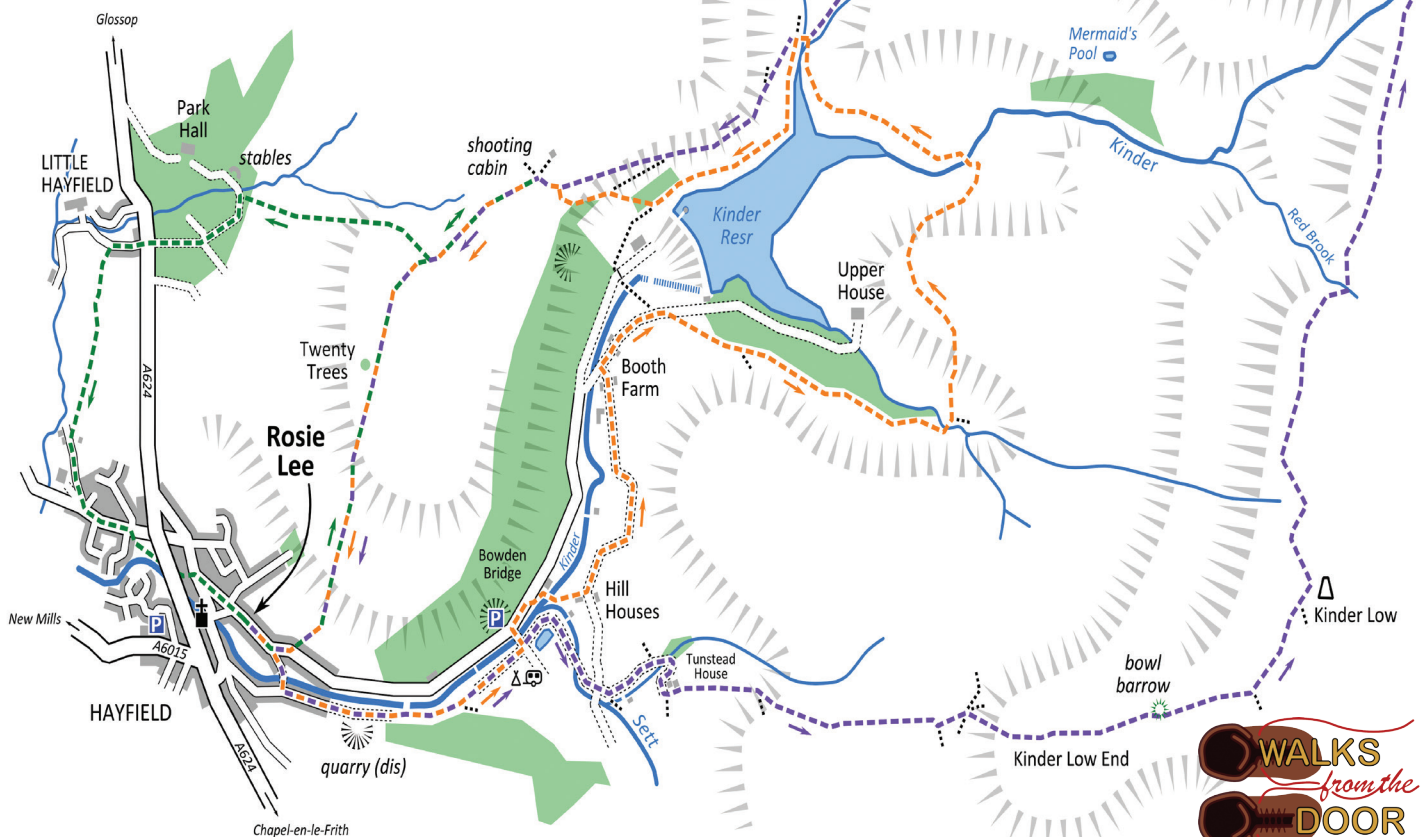 Glossop
Mermaid's
Pool
Park
Hall
stables
shooting
cabin
LITTLE
HAYFIELD
Kinder
Kinder
Resr
Red Brook
Upper
House
Twenty
Trees
A624
Booth
Farm
Rosie
Lee
Bowden
Bridge
Kinder
P
Hill
Houses
Kinder Low
New Mills
P
A6015
Tunstead
House
bowl
barrow
HAYFIELD
Sett
quarry (dis)
Kinder Low End
A624
WALKS
from the
DOOR
Chapel-en-le-Frith